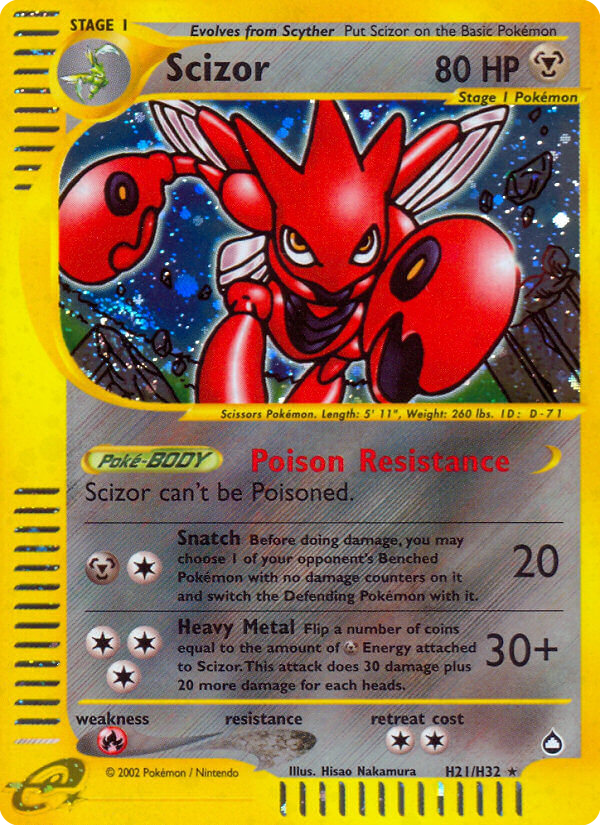 STAGE 1
Evolves from Scyther Put Scizor on the Basic Pokémon
Scizor 80 HP
Stage 1 Pokémon
Scissors Pokémon. Length: 5' 11", Weight: 260 lbs. ID: D-71
Poké-BODY Poison Resistance
Scizor can't be Poisoned.
Snatch Before doing damage, you may
choose 1 of your opponent's Benched
Pokémon with no damage counters on it
and switch the Defending Pokémon with it.
20
Heavy Metal Flip a number of coins
equal to the amount of Energy attached
to Scizor. This attack does 30 damage plus
20 more damage for each heads.
30+
weakness resistance retreat cost
© 2002 Pokémon / Nintendo Illus. Hisao Nakamura H21/H32 ★
e